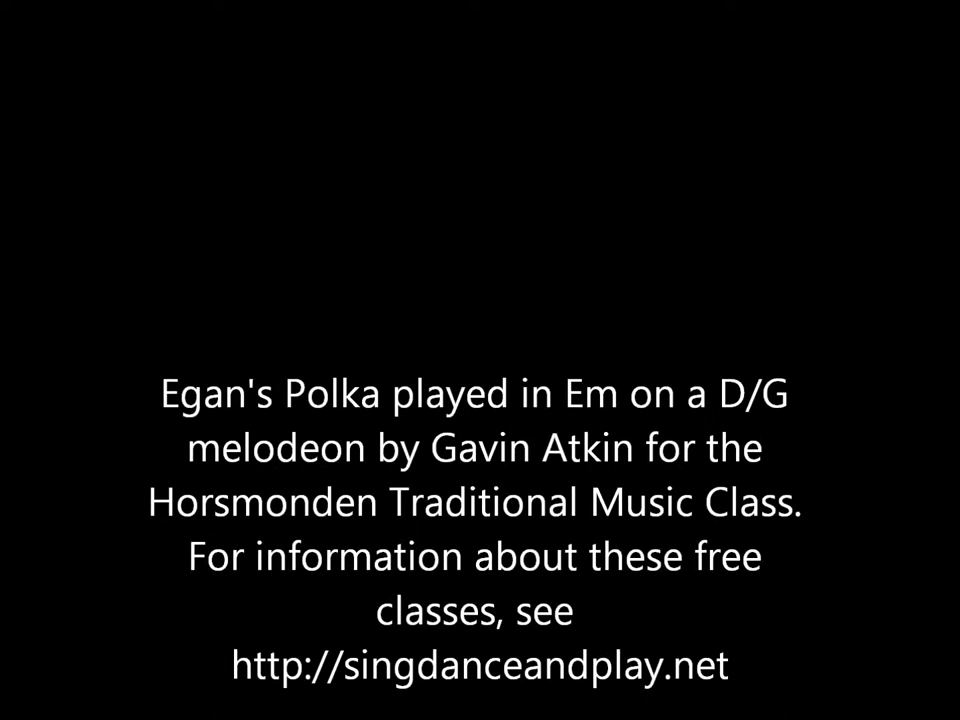 Egan's Polka played in Em on a D/G
melodeon by Gavin Atkin for the
Horsmonden Traditional Music Class.
For information about these free
classes, see
http://singdanceandplay.net